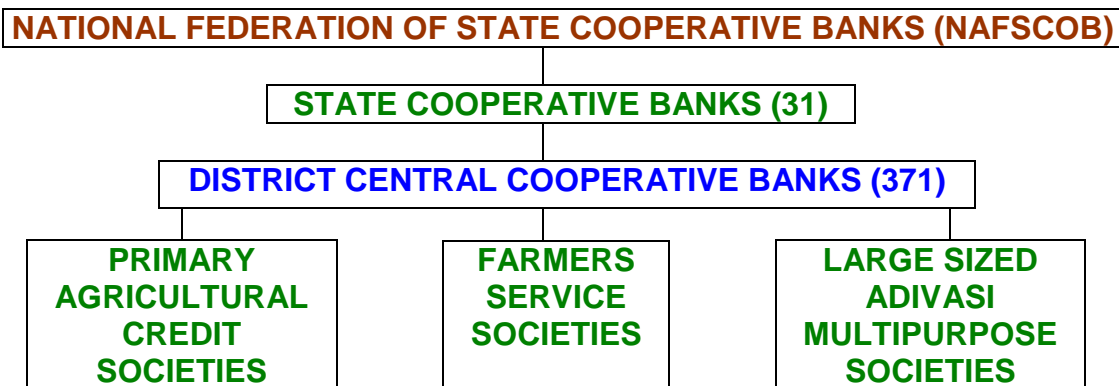 NATIONAL FEDERATION OF STATE COOPERATIVE BANKS (NAFSCOB)
STATE COOPERATIVE BANKS (31)
DISTRICT CENTRAL COOPERATIVE BANKS (371)
PRIMARY
AGRICULTURAL
CREDIT
SOCIETIES
FARMERS
SERVICE
SOCIETIES
LARGE SIZED
ADIVASI
MULTIPURPOSE
SOCIETIES